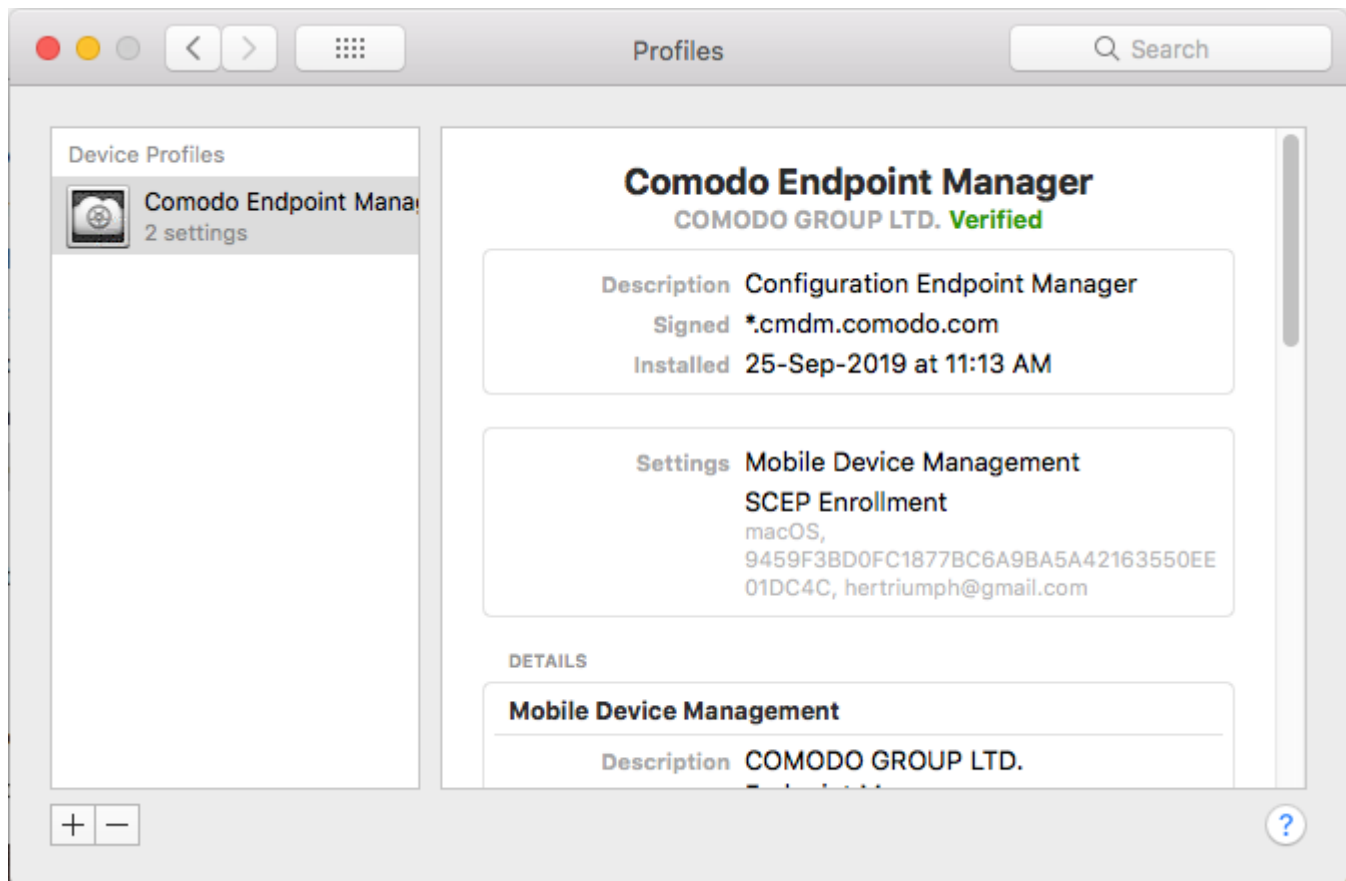 Profiles
Search
Device Profiles
Comodo Endpoint Mana
2 settings
Comodo Endpoint Manager
COMODO GROUP LTD. Verified
Description Configuration Endpoint Manager
Signed *.cmdm.comodo.com
Installed 25-Sep-2019 at 11:13 AM
Settings Mobile Device Management
SCEP Enrollment
macOS,
9459F3BD0FC1877BC6A9BA5A42163550EE
01DC4C, hertriumph@gmail.com
DETAILS
Mobile Device Management
Description COMODO GROUP LTD.
+ −
?